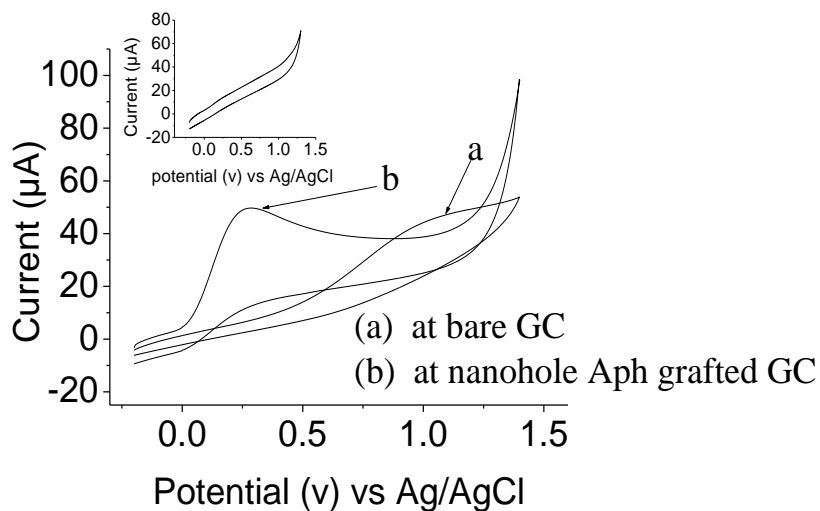 80
60
40
20
0
-20
Current (µA)
0.0 0.5 1.0 1.5
potential (v) vs Ag/AgCl
100
80
60
40
20
0
-20
Current (µA)
a
b
(a) at bare GC
(b) at nanohole Aph grafted GC
0.0 0.5 1.0 1.5
Potential (v) vs Ag/AgCl